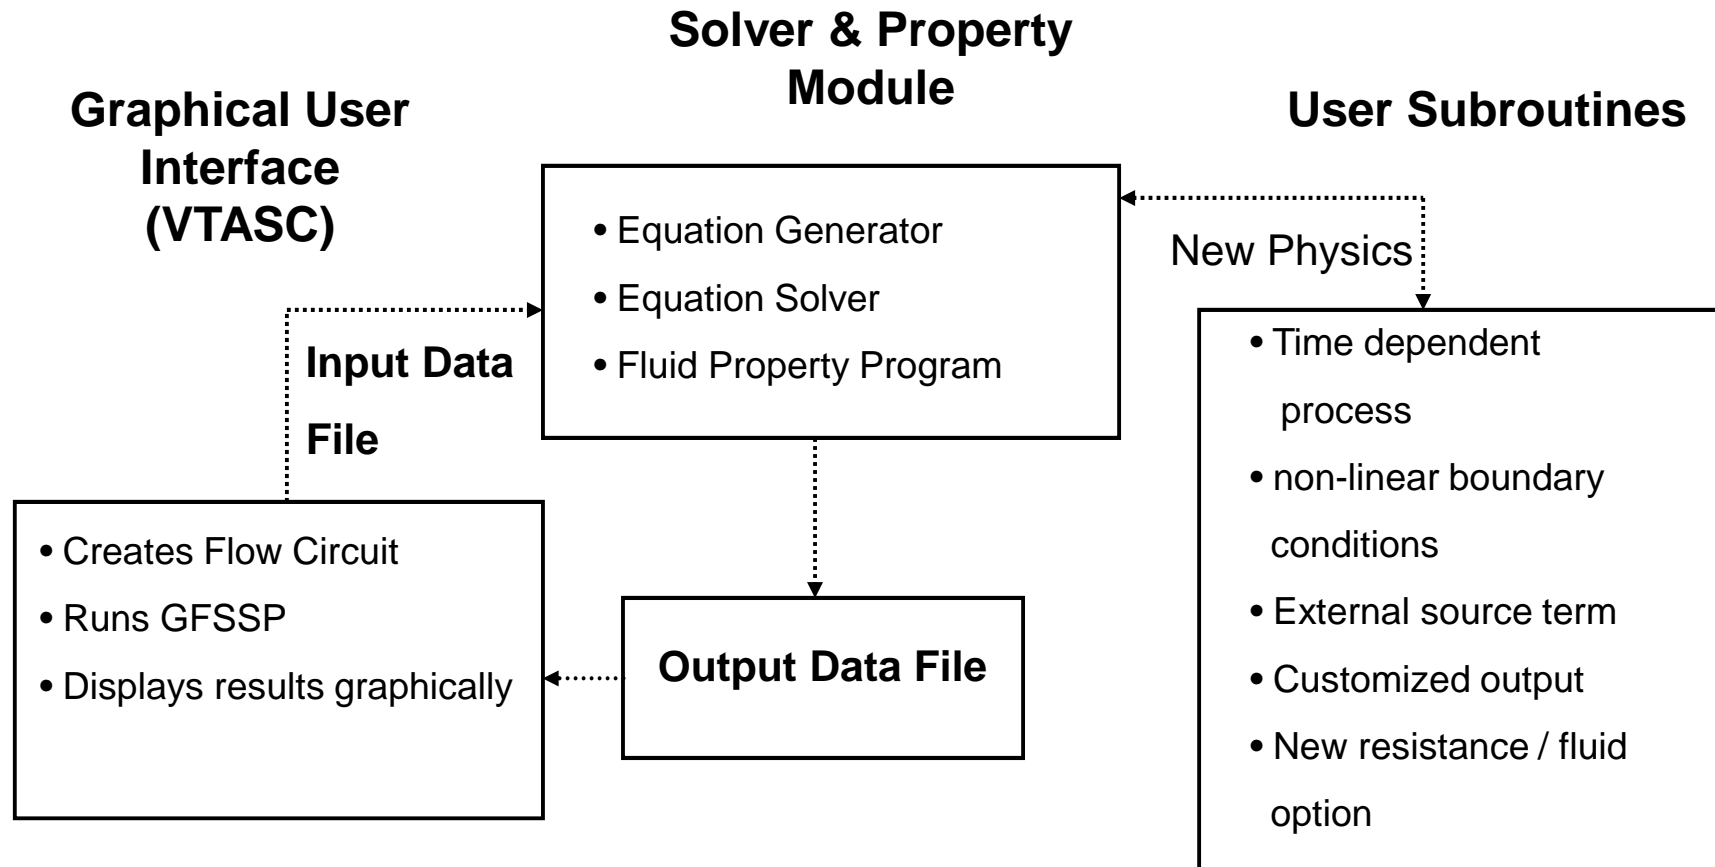 Solver & Property
Module
Graphical User
Interface
(VTASC)
User Subroutines
• Equation Generator
• Equation Solver
• Fluid Property Program
New Physics
Input Data
File
• Time dependent
process
• non-linear boundary
conditions
• External source term
• Customized output
• New resistance / fluid
option
• Creates Flow Circuit
• Runs GFSSP
• Displays results graphically
Output Data File